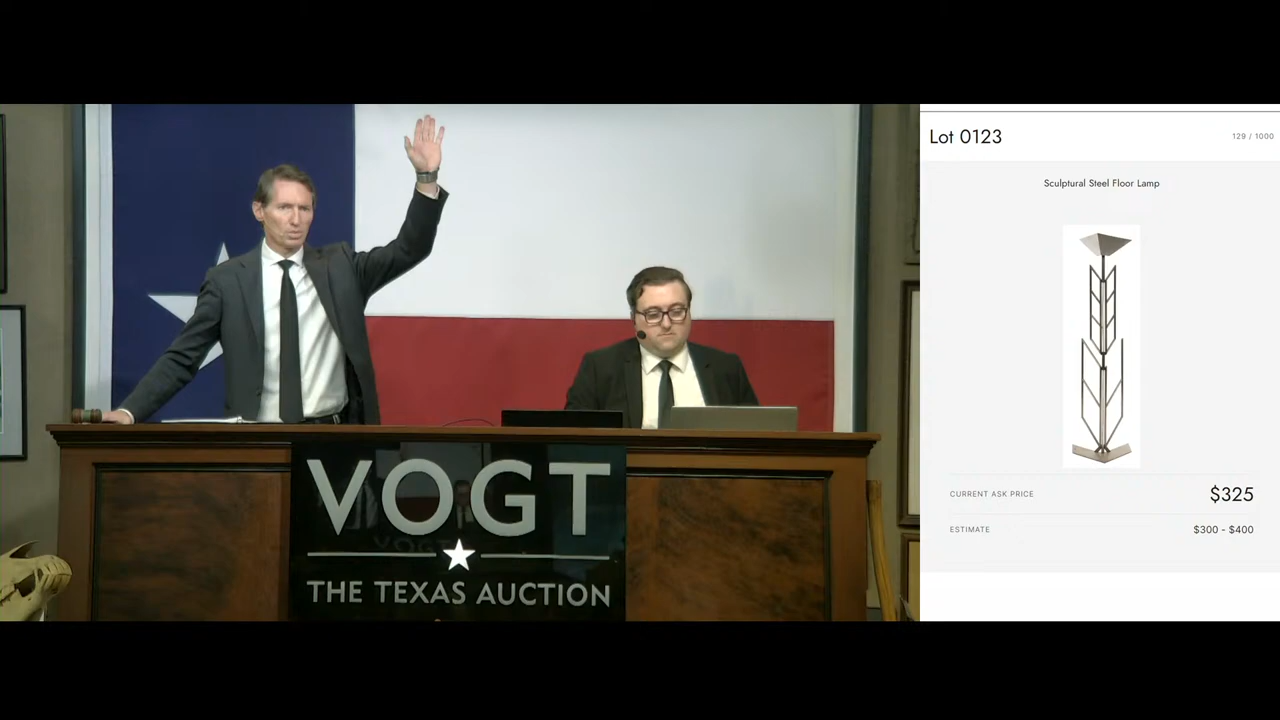 Lot 0123
129 / 1000
Sculptural Steel Floor Lamp
CURRENT ASK PRICE
$325
ESTIMATE
$300 - $400
VOGT
THE TEXAS AUCTION